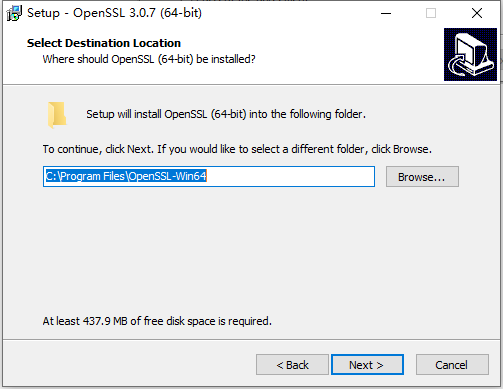 Setup - OpenSSL 3.0.7 (64-bit)
Select Destination Location
Where should OpenSSL (64-bit) be installed?
Setup will install OpenSSL (64-bit) into the following folder.
To continue, click Next. If you would like to select a different folder, click Browse.
C:\Program Files\OpenSSL-Win64
Browse...
At least 437.9 MB of free disk space is required.
< Back
Next >
Cancel